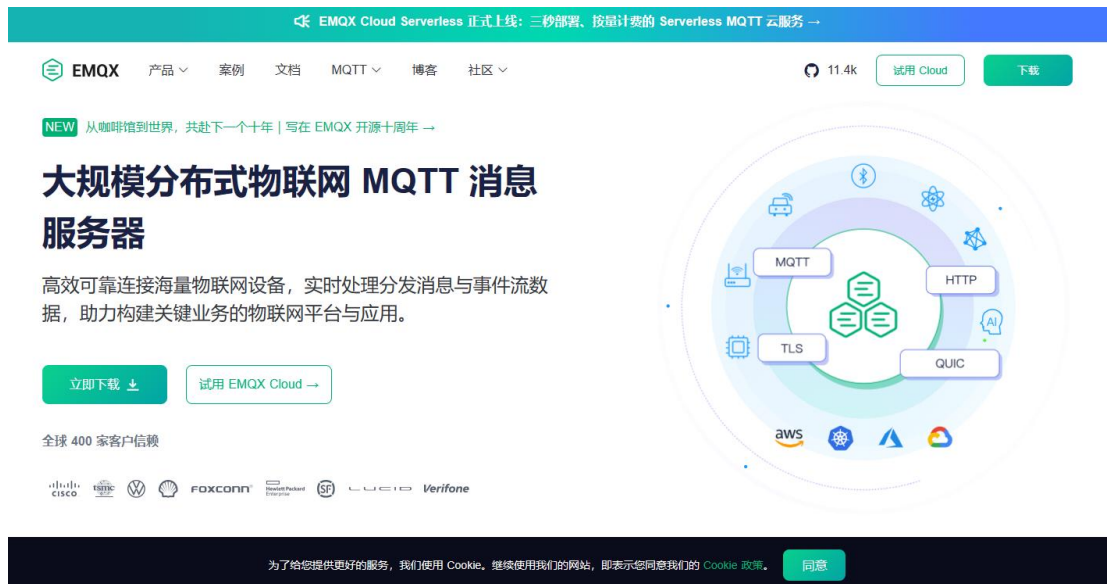 EMQX Cloud Serverless 正式上线：三秒部署、按量计费的 Serverless MQTT 云服务 →
EMQX 产品 案例 文档 MQTT 博客 社区 11.4k 试用 Cloud 下载
NEW 从咖啡馆到世界，共赴下一个十年 | 写在 EMQX 开源十周年 →
大规模分布式物联网 MQTT 消息
服务器
高效可靠连接海量物联网设备，实时处理分发消息与事件流数
据，助力构建关键业务的物联网平台与应用。
立即下载 试用 EMQX Cloud →
全球 400 家客户信赖
CISCO tsmc FOXCONN Hewlett Packard Enterprise SF LUCID Verifone
MQTT
HTTP
AI
TLS
QUIC
aws
为了给您提供更好的服务，我们使用 Cookie。继续使用我们的网站，即表示您同意我们的 Cookie 政策。 同意